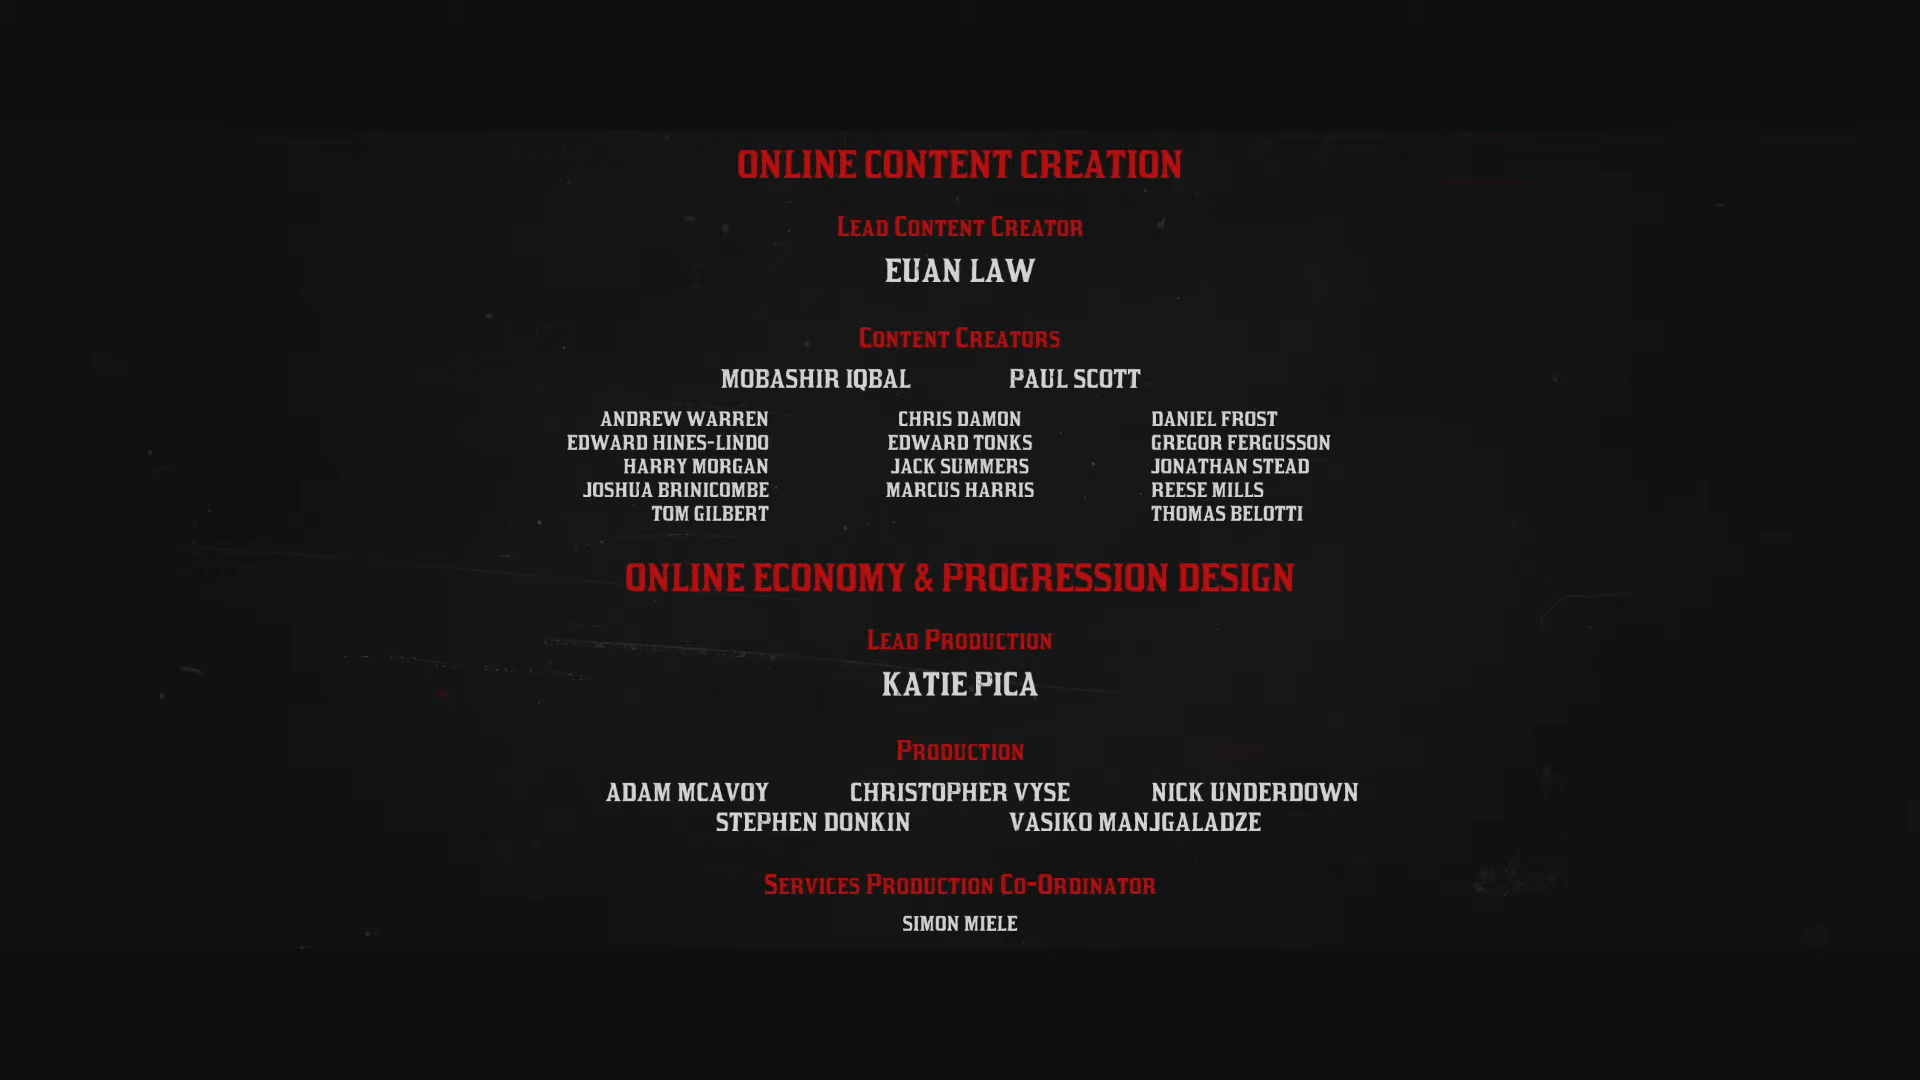 ONLINE CONTENT CREATION
LEAD CONTENT CREATOR
EUAN LAW
CONTENT CREATORS
MOBASHIR IQBAL PAUL SCOTT
ANDREW WARREN CHRIS DAMON DANIEL FROST
EDWARD HINES-LINDO EDWARD TONKS GREGOR FERGUSSON
HARRY MORGAN JACK SUMMERS JONATHAN STEAD
JOSHUA BRINICOMBE MARCUS HARRIS REESE MILLS
TOM GILBERT THOMAS BELOTTI
ONLINE ECONOMY & PROGRESSION DESIGN
LEAD PRODUCTION
KATIE PICA
PRODUCTION
ADAM MCAVOY CHRISTOPHER VYSE NICK UNDERDOWN
STEPHEN DONKIN VASIKO MANJGALADZE
SERVICES PRODUCTION CO-ORDINATOR
SIMON MIELE